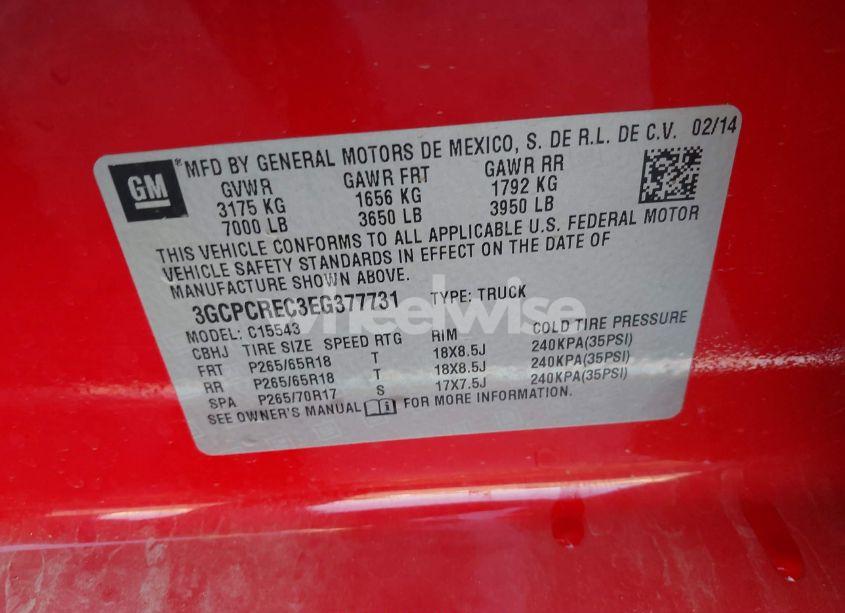 GM
® MFD BY GENERAL MOTORS DE MEXICO, S. DE R.L. DE C.V. 02/14
GVWR GAWR FRT GAWR RR
3175 KG 1656 KG 1792 KG
7000 LB 3650 LB 3950 LB
THIS VEHICLE CONFORMS TO ALL APPLICABLE U.S. FEDERAL MOTOR
VEHICLE SAFETY STANDARDS IN EFFECT ON THE DATE OF
MANUFACTURE SHOWN ABOVE.
3GCPCREC3EG377731 TYPE: TRUCK
wheelwise
MODEL: C15543
CBHJ TIRE SIZE SPEED RTG RIM COLD TIRE PRESSURE
FRT P265/65R18 T 18X8.5J 240KPA(35PSI)
RR P265/65R18 T 18X8.5J 240KPA(35PSI)
SPA P265/70R17 S 17X7.5J 240KPA(35PSI)
SEE OWNER'S MANUAL i FOR MORE INFORMATION.